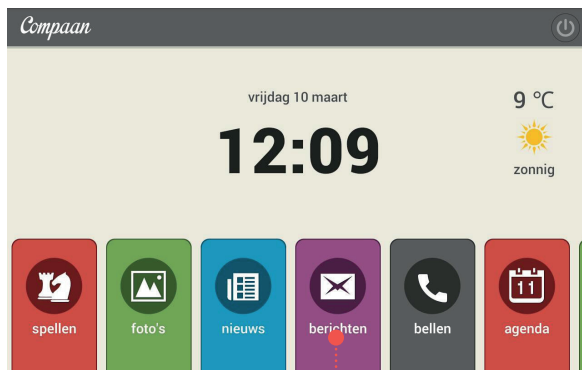 Compaan
vrijdag 10 maart
12:09
9 °C
zonnig
spellen
foto's
nieuws
berichten
bellen
11
agenda